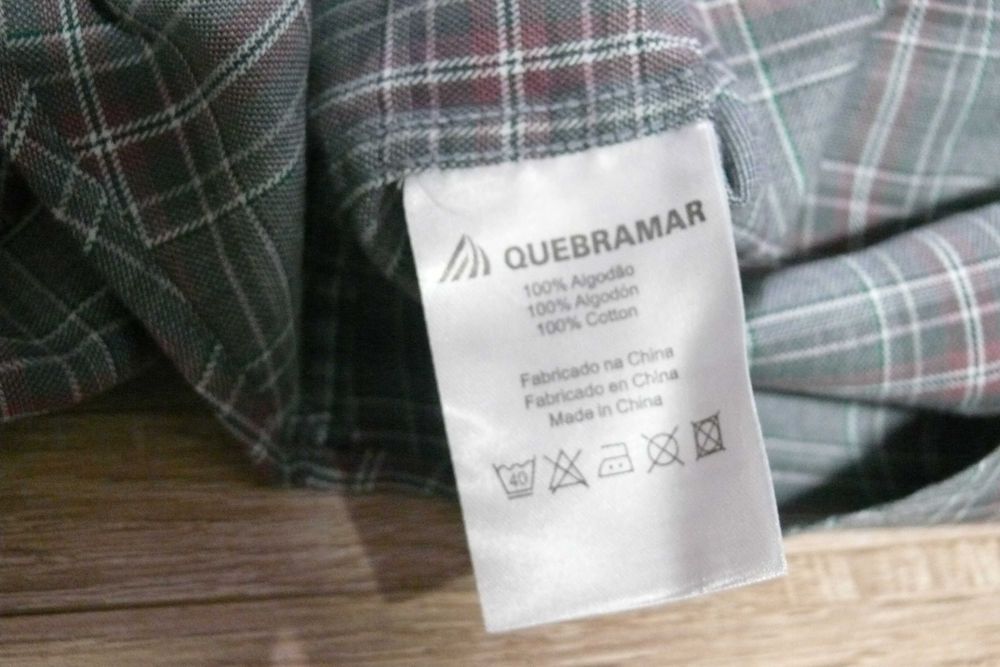 QUEBRAMAR
100% Algodão
100% Algodón
100% Cotton
Fabricado na China
Fabricado en China
Made in China
40